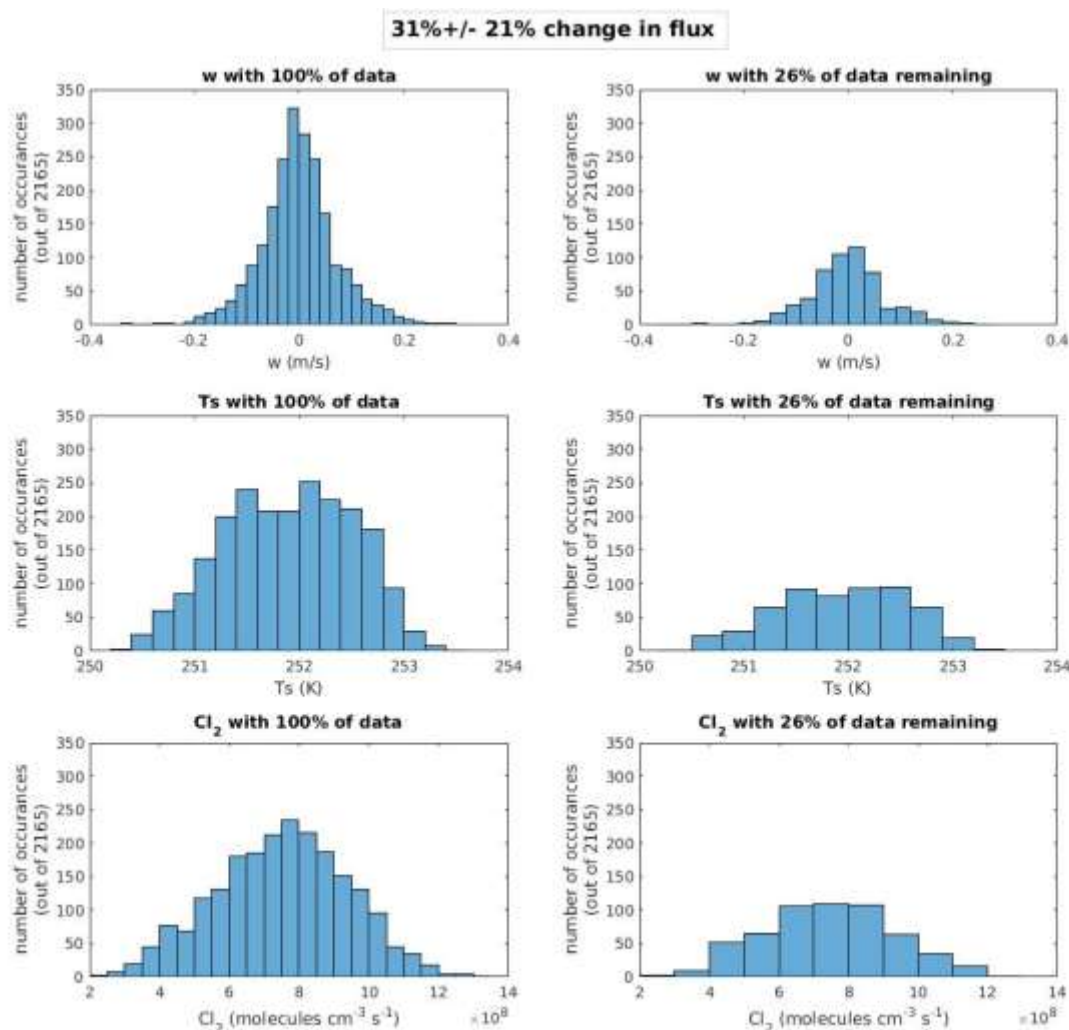 31%+/- 21% change in flux
w with 100% of data
350
300
250
200
150
100
50
0
number of occurances
(out of 2165)
-0.4 -0.2 0 0.2 0.4
w (m/s)
w with 26% of data remaining
350
300
250
200
150
100
50
0
number of occurances
(out of 2165)
-0.4 -0.2 0 0.2 0.4
w (m/s)
Ts with 100% of data
350
300
250
200
150
100
50
0
number of occurances
(out of 2165)
250 251 252 253 254
Ts (K)
Ts with 26% of data remaining
350
300
250
200
150
100
50
0
number of occurances
(out of 2165)
250 251 252 253 254
Ts (K)
Cl₂ with 100% of data
350
300
250
200
150
100
50
0
number of occurances
(out of 2165)
2 4 6 8 10 12 14
Cl₂ (molecules cm⁻³ s⁻¹) ×10⁸
Cl₂ with 26% of data remaining
350
300
250
200
150
100
50
0
number of occurances
(out of 2165)
2 4 6 8 10 12 14
Cl₂ (molecules cm⁻³ s⁻¹) ×10⁸